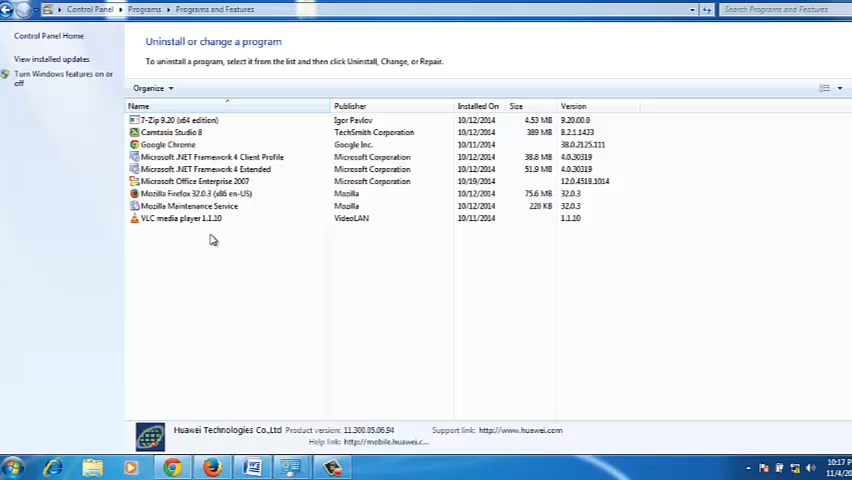 Control Panel ▸ Programs ▸ Programs and Features
Search Programs and Features
Control Panel Home
View installed updates
Turn Windows features on or
off
Uninstall or change a program
To uninstall a program, select it from the list and then click Uninstall, Change, or Repair.
Organize
Name Publisher Installed On Size Version
7-Zip 9.20 (x64 edition) Igor Pavlov 10/12/2014 4.53 MB 9.20.00.0
Camtasia Studio 8 TechSmith Corporation 10/12/2014 389 MB 8.2.1.1423
Google Chrome Google Inc. 10/11/2014 38.0.2125.111
Microsoft .NET Framework 4 Client Profile Microsoft Corporation 10/12/2014 38.8 MB 4.0.30319
Microsoft .NET Framework 4 Extended Microsoft Corporation 10/12/2014 51.9 MB 4.0.30319
Microsoft Office Enterprise 2007 Microsoft Corporation 10/19/2014 12.0.4518.1014
Mozilla Firefox 32.0.3 (x86 en-US) Mozilla 10/12/2014 75.6 MB 32.0.3
Mozilla Maintenance Service Mozilla 10/12/2014 220 KB 32.0.3
VLC media player 1.1.10 VideoLAN 10/11/2014 1.1.10
Huawei Technologies Co.,Ltd Product version: 11.300.05.06.94 Support link: http://www.huawei.com
Help link: http://mobile.huawei.c...
10:17 P
11/4/20